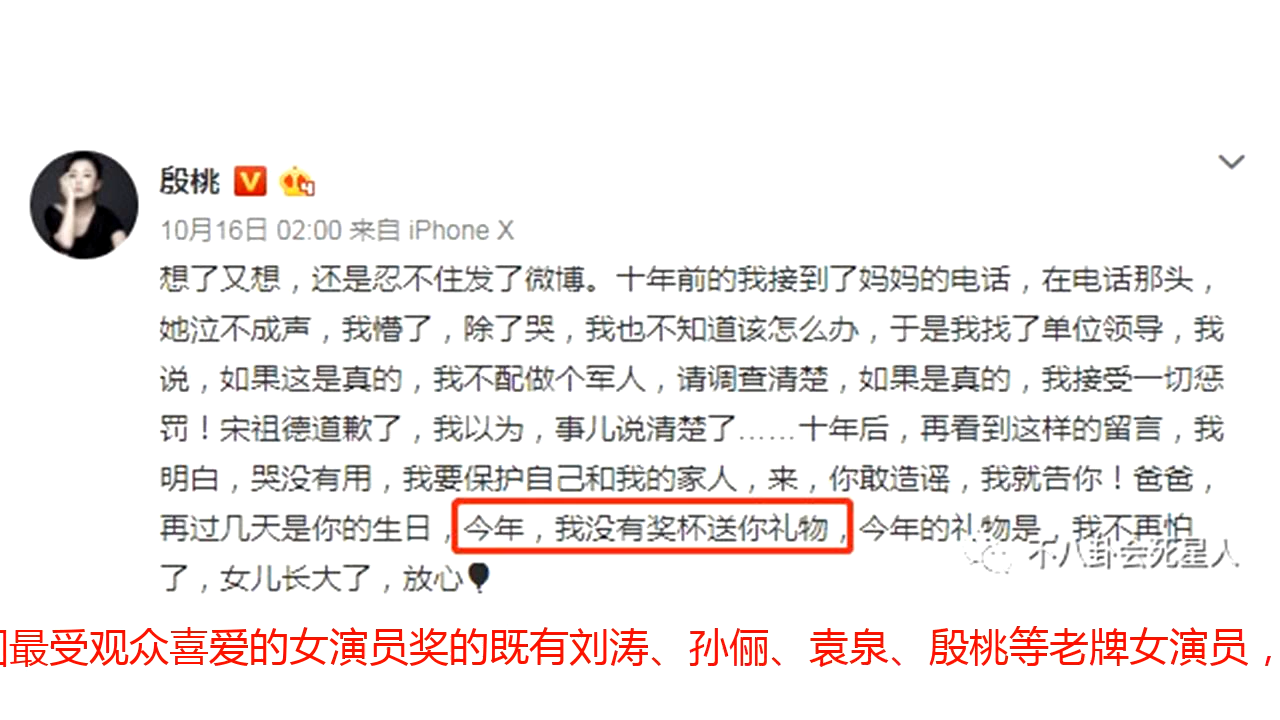 殷桃
10月16日 02:00 来自 iPhone X
想了又想，还是忍不住发了微博。十年前的我接到了妈妈的电话，在电话那头，
她泣不成声，我懵了，除了哭，我也不知道该怎么办，于是我找了单位领导，我
说，如果这是真的，我不配做个军人，请调查清楚，如果是真的，我接受一切惩
罚！宋祖德道歉了，我以为，事儿说清楚了……十年后，再看到这样的留言，我
明白，哭没有用，我要保护自己和我的家人，来，你敢造谣，我就告你！爸爸，
再过几天是你的生日，今年，我没有奖杯送你礼物，今年的礼物是，我不再怕
了，女儿长大了，放心
不八卦会死星人
最受观众喜爱的女演员奖的既有刘涛、孙俪、袁泉、殷桃等老牌女演员，